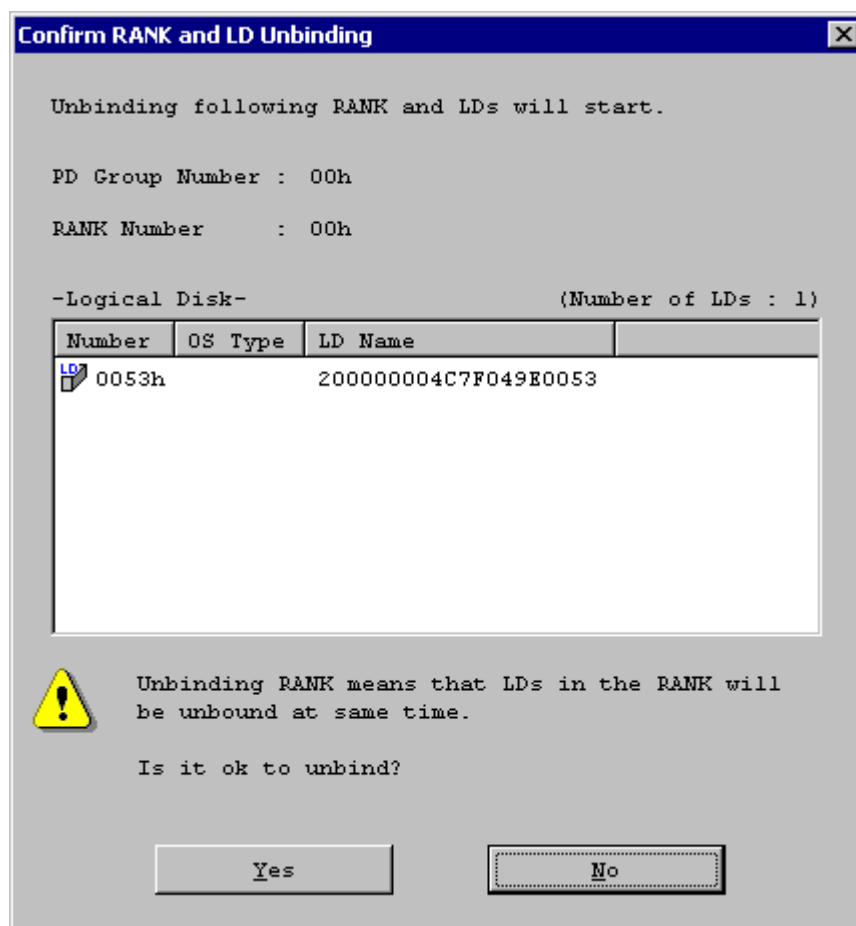 Confirm RANK and LD Unbinding
Unbinding following RANK and LDs will start.
PD Group Number : 00h
RANK Number : 00h
-Logical Disk- (Number of LDs : 1)
Number OS Type LD Name
LD 0053h 200000004C7F049E0053
Unbinding RANK means that LDs in the RANK will
be unbound at same time.
Is it ok to unbind?
Yes No